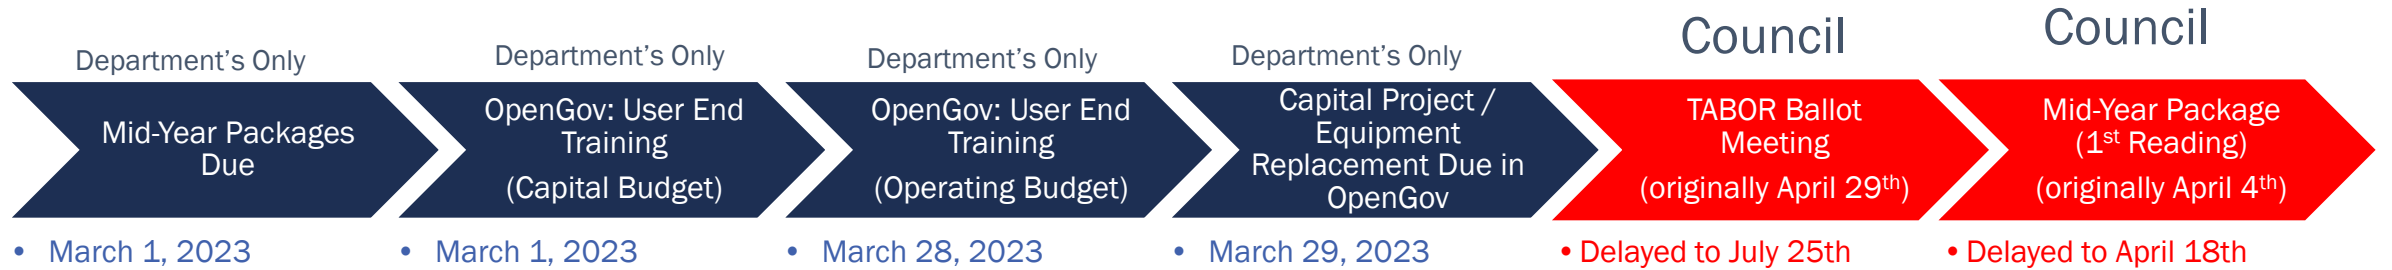 Department's Only
Mid-Year Packages
Due
• March 1, 2023
Department's Only
OpenGov: User End
Training
(Capital Budget)
• March 1, 2023
Department's Only
OpenGov: User End
Training
(Operating Budget)
• March 28, 2023
Department's Only
Capital Project /
Equipment
Replacement Due in
OpenGov
• March 29, 2023
Council
TABOR Ballot
Meeting
(originally April 29th)
• Delayed to July 25th
Council
Mid-Year Package
(1st Reading)
(originally April 4th)
• Delayed to April 18th